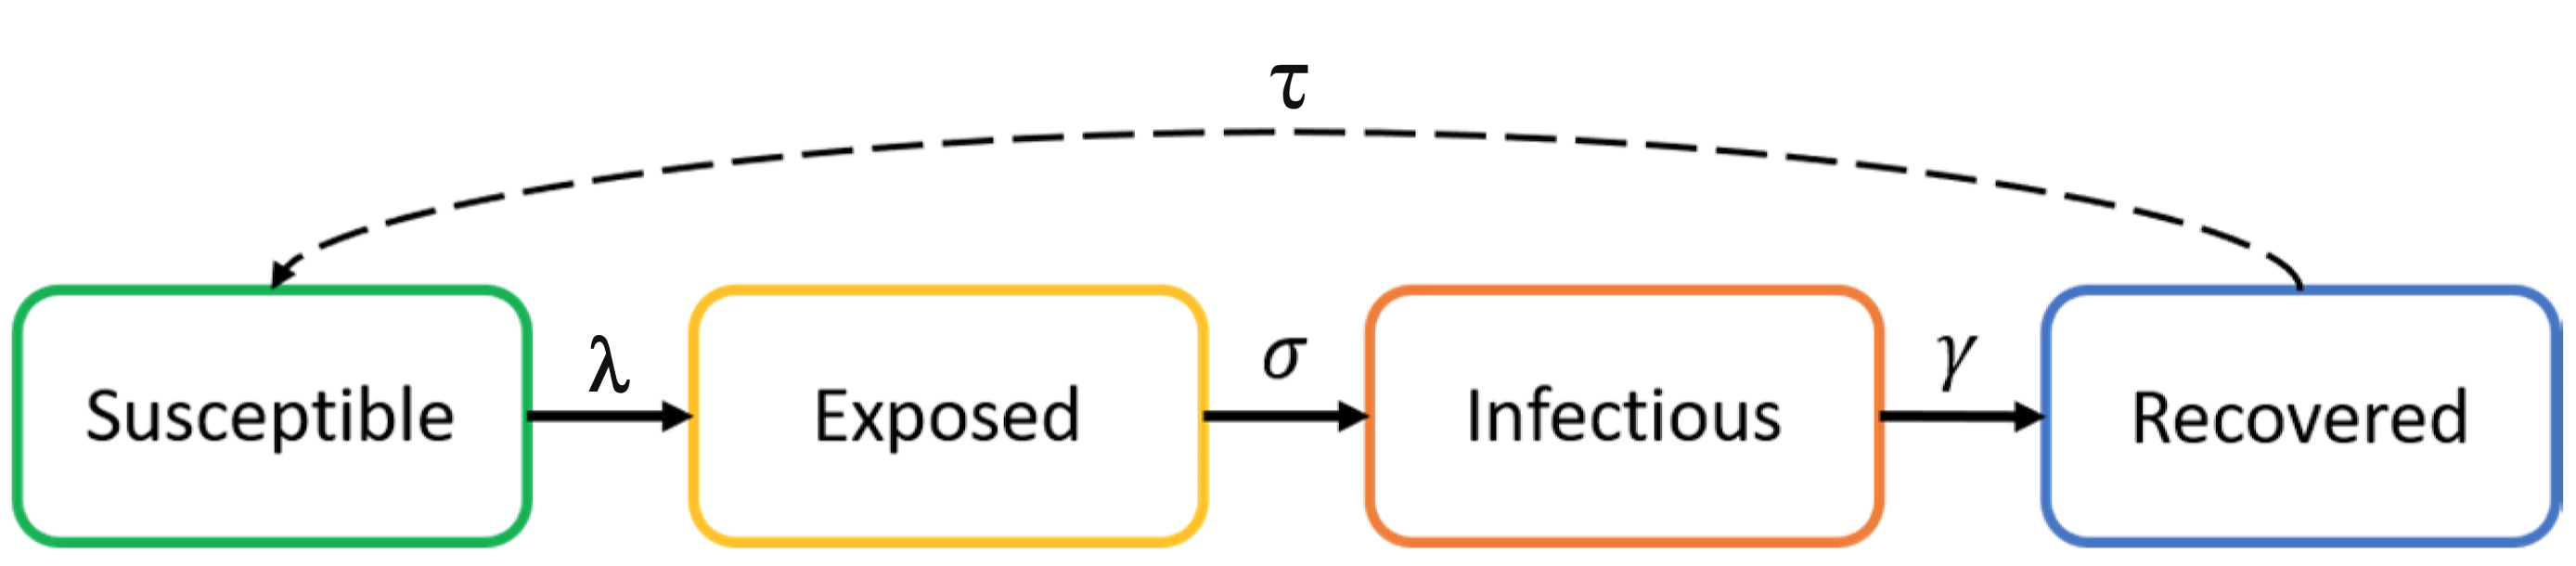 τ
λ
σ
γ
Susceptible
Exposed
Infectious
Recovered